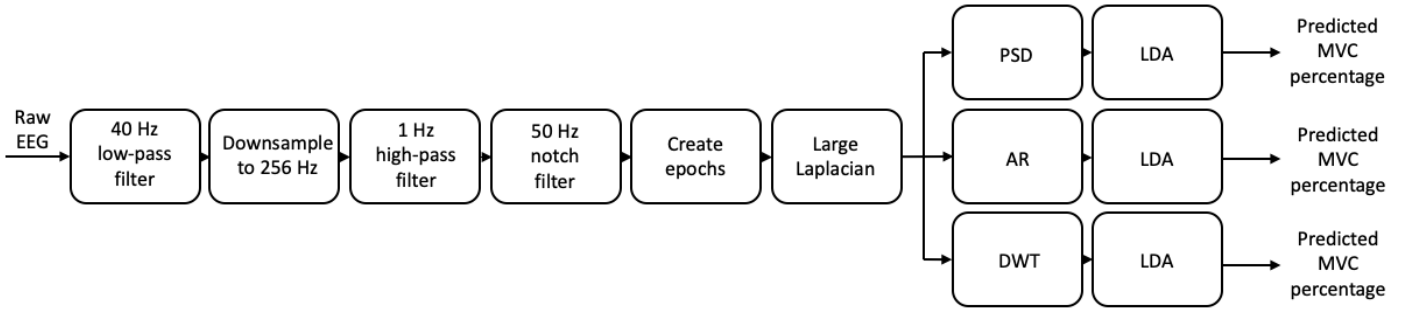 Raw
EEG
40 Hz
low-pass
filter
Downsample
to 256 Hz
1 Hz
high-pass
filter
50 Hz
notch
filter
Create
epochs
Large
Laplacian
PSD
LDA
Predicted
MVC
percentage
AR
LDA
Predicted
MVC
percentage
DWT
LDA
Predicted
MVC
percentage